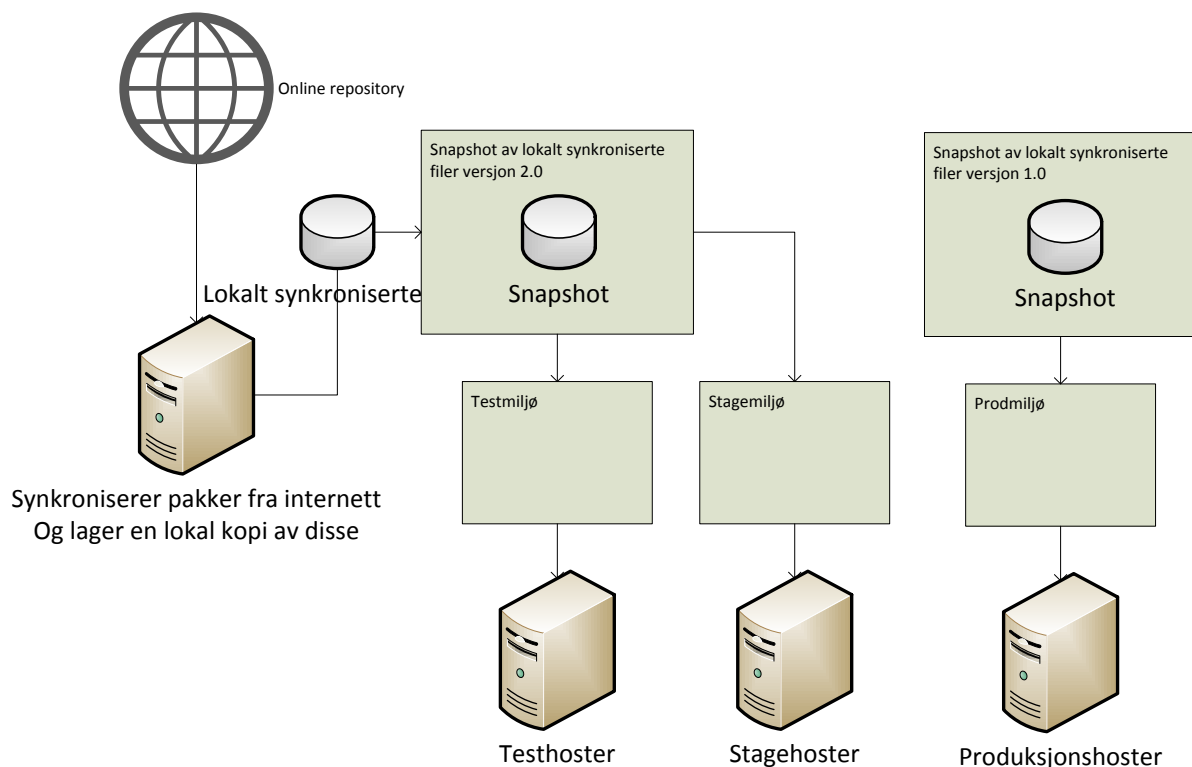 Online repository
Snapshot av lokalt synkroniserte
filer versjon 2.0
Snapshot av lokalt synkroniserte
filer versjon 1.0
Lokalt synkroniserte
Snapshot
Snapshot
Testmiljø
Stagemiljø
Prodmiljø
Synkroniserer pakker fra internett
Og lager en lokal kopi av disse
Testhoster
Stagehoster
Produksjonshoster